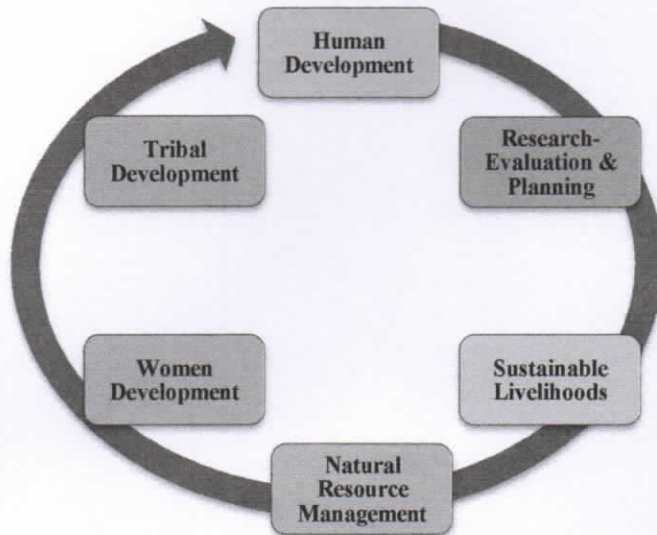 Human
Development
Research-
Evaluation &
Planning
Sustainable
Livelihoods
Natural
Resource
Management
Women
Development
Tribal
Development